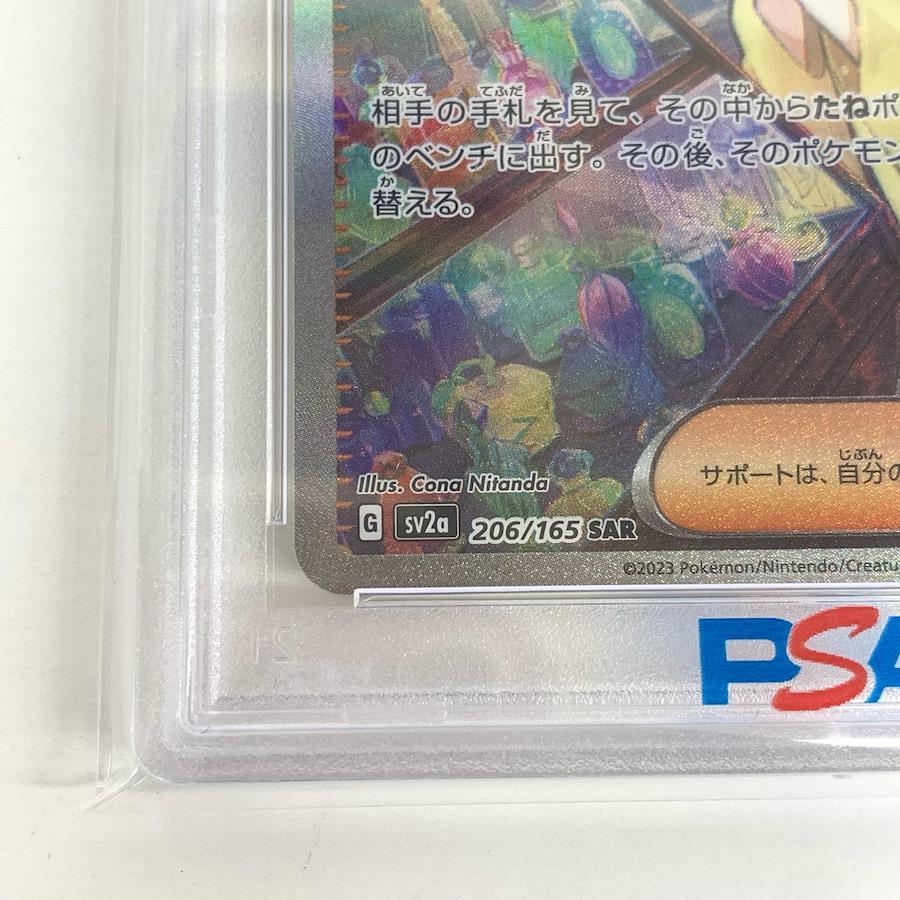 相手の手札を見て、その中からたねポ
のベンチに出す。その後、そのポケモン
替える。
サポートは、自分の
Illus. Cona Nitanda
G sv2a 206/165 SAR
©2023 Pokémon/Nintendo/Creatu
PSA